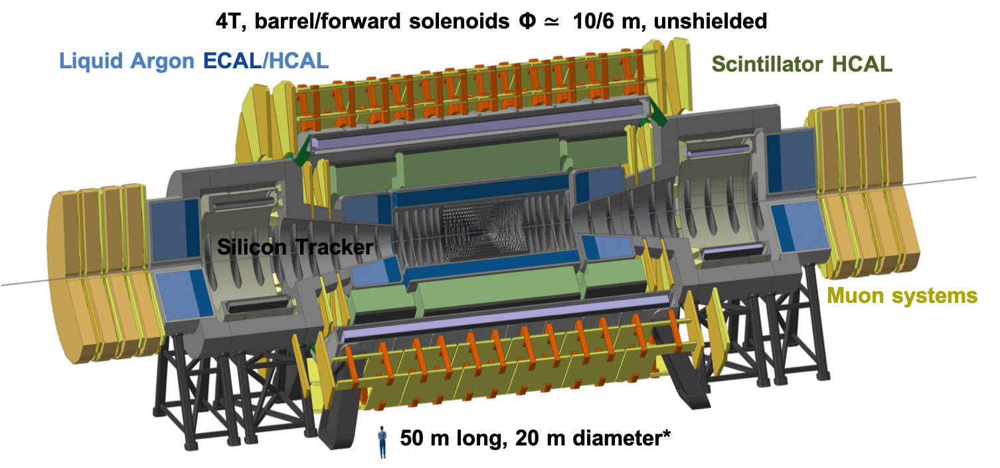 4T, barrel/forward solenoids Φ ≃ 10/6 m, unshielded
Liquid Argon ECAL/HCAL
Scintillator HCAL
Silicon Tracker
Muon systems
50 m long, 20 m diameter*